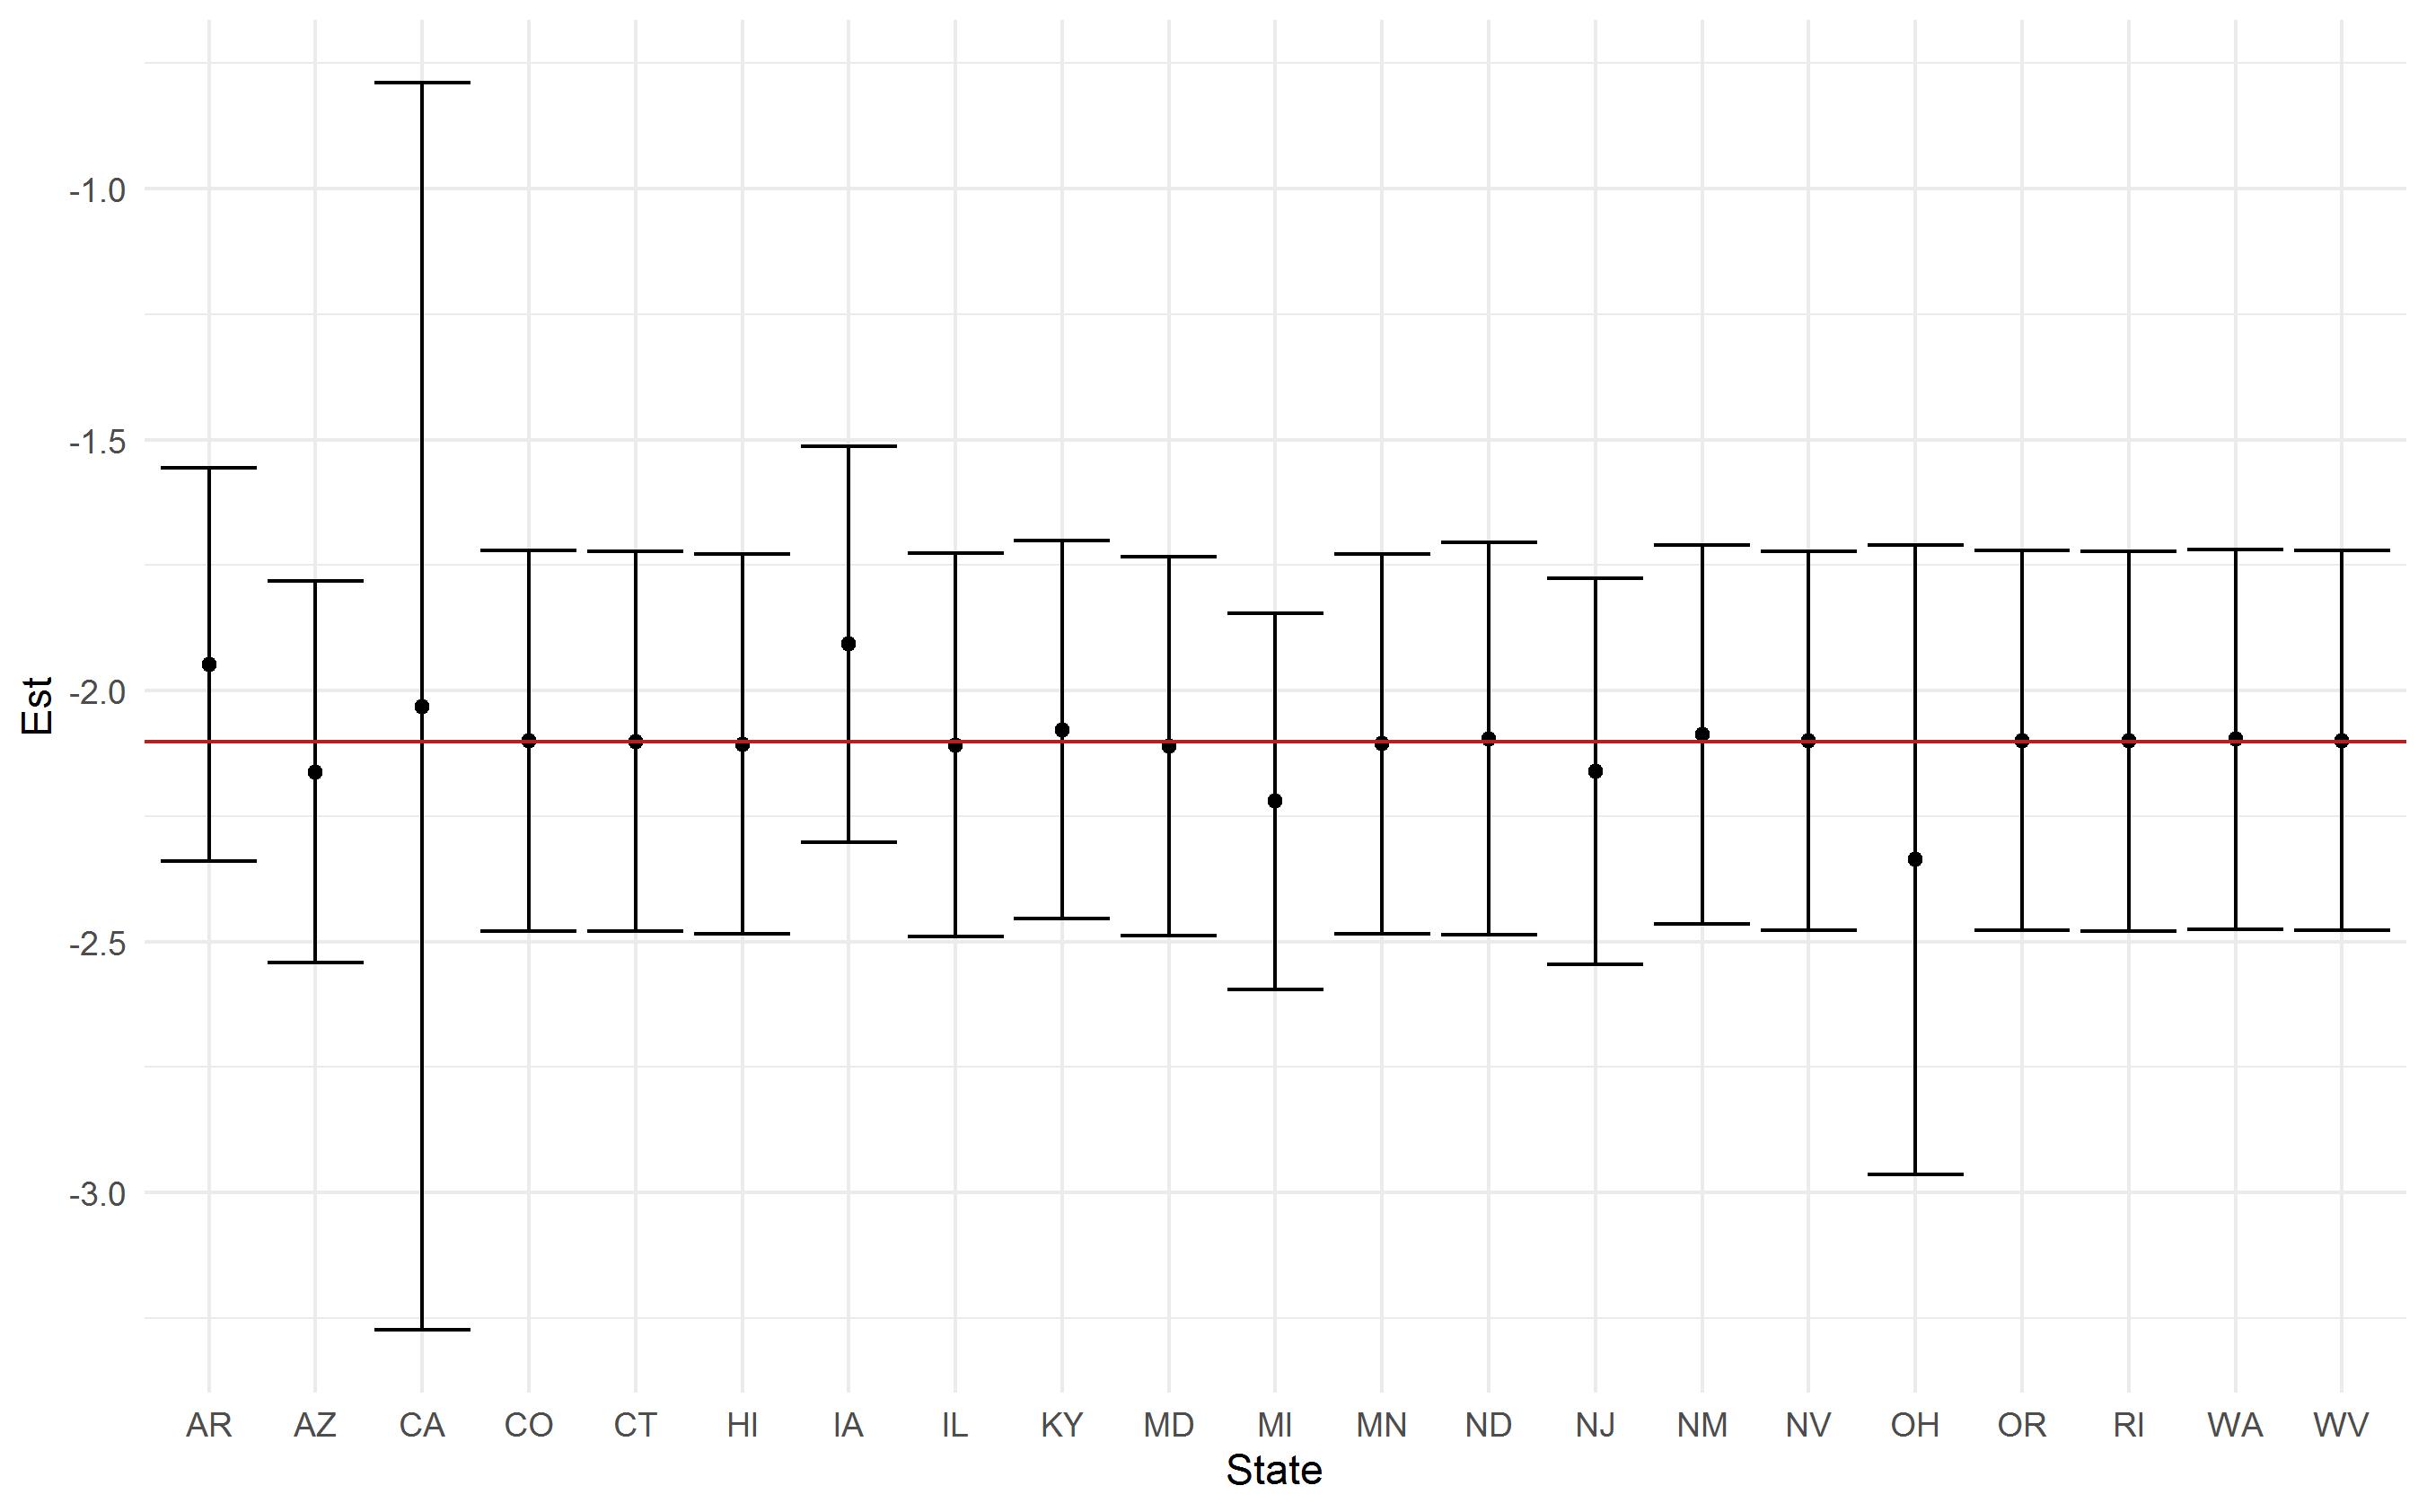 Est
-1.0
-1.5
-2.0
-2.5
-3.0
AR AZ CA CO CT HI IA IL KY MD MI MN ND NJ NM NV OH OR RI WA WV
State